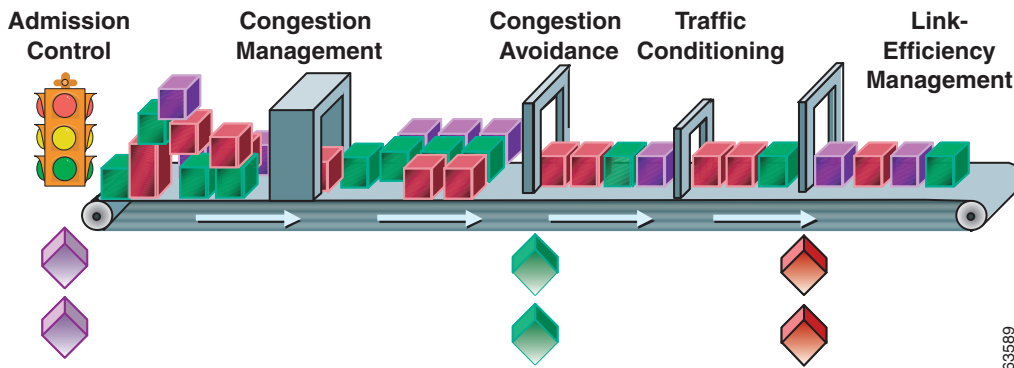 Admission
Control
Congestion
Management
Congestion
Avoidance
Traffic
Conditioning
Link-
Efficiency
Management
63589